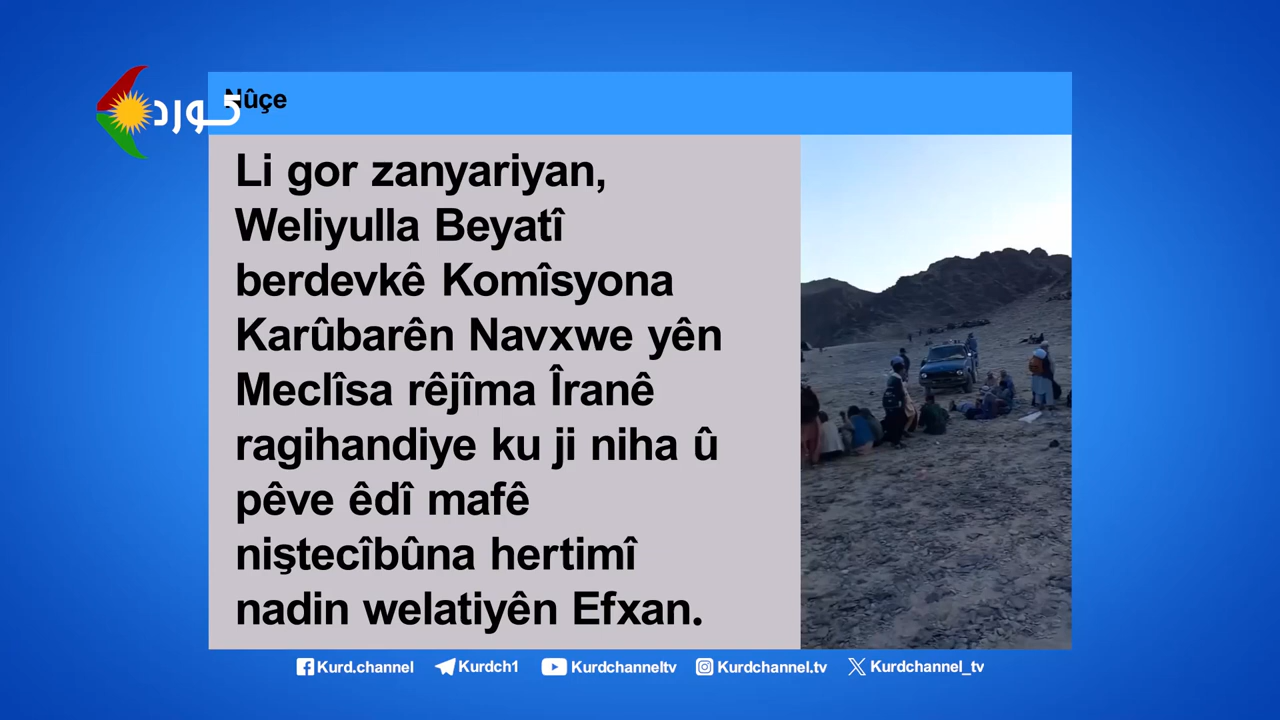 کورد
Nûçe
Li gor zanyariyan,
Weliyulla Beyatî
berdevkê Komîsyona
Karûbarên Navxwe yên
Meclîsa rêjîma Îranê
ragihandiye ku ji niha û
pêve êdî mafê
niştecîbûna hertimî
nadin welatiyên Efxan.
Kurd.channel Kurdch1 Kurdchanneltv Kurdchannel.tv Kurdchannel_tv